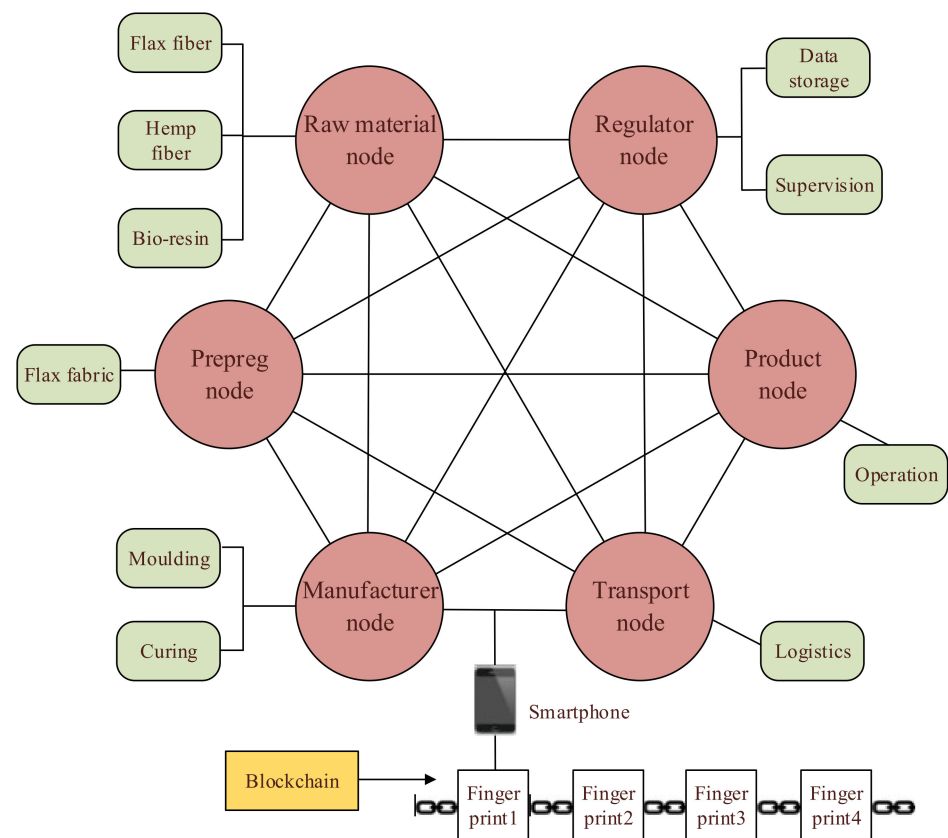 Flax fiber
Hemp
fiber
Bio-resin
Raw material
node
Regulator
node
Data
storage
Supervision
Flax fabric
Prepreg
node
Product
node
Operation
Moulding
Curing
Manufacturer
node
Transport
node
Logistics
Smartphone
Blockchain
Finger
print1
Finger
print2
Finger
print3
Finger
print4